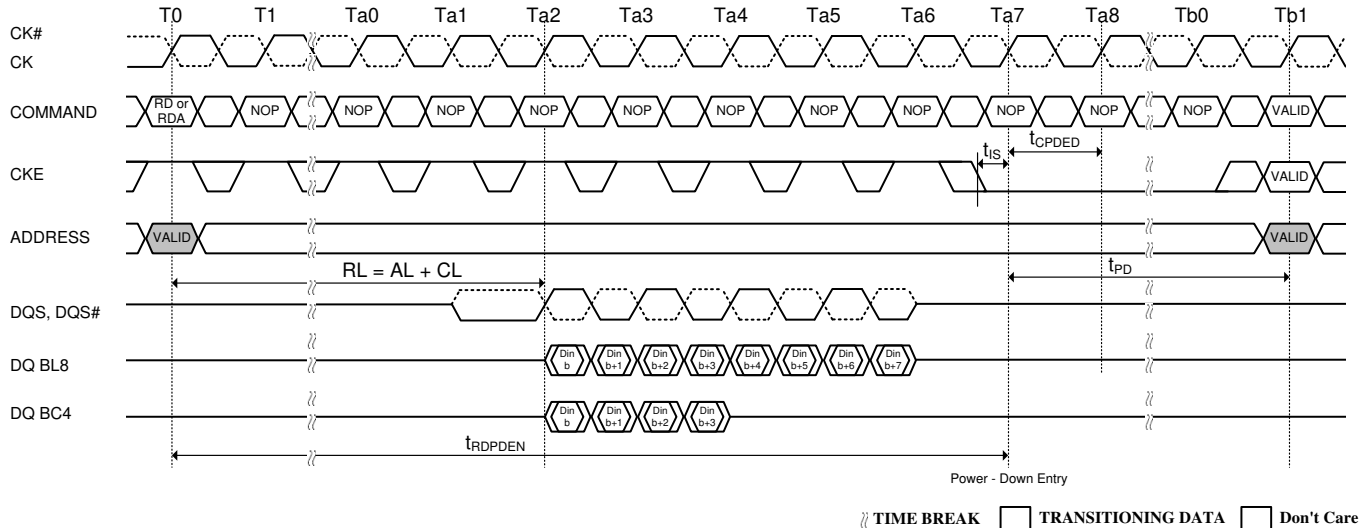 T0 T1 Ta0 Ta1 Ta2 Ta3 Ta4 Ta5 Ta6 Ta7 Ta8 Tb0 Tb1
CK#
CK
COMMAND RD or RDA NOP NOP NOP NOP NOP NOP NOP NOP NOP NOP NOP VALID
tIS tCPDED
CKE VALID
ADDRESS VALID VALID
RL = AL + CL tPD
DQS, DQS#
DQ BL8 Din b Din b+1 Din b+2 Din b+3 Din b+4 Din b+5 Din b+6 Din b+7
DQ BC4 Din b Din b+1 Din b+2 Din b+3
tRDPDEN
Power - Down Entry
TIME BREAK TRANSITIONING DATA Don't Care